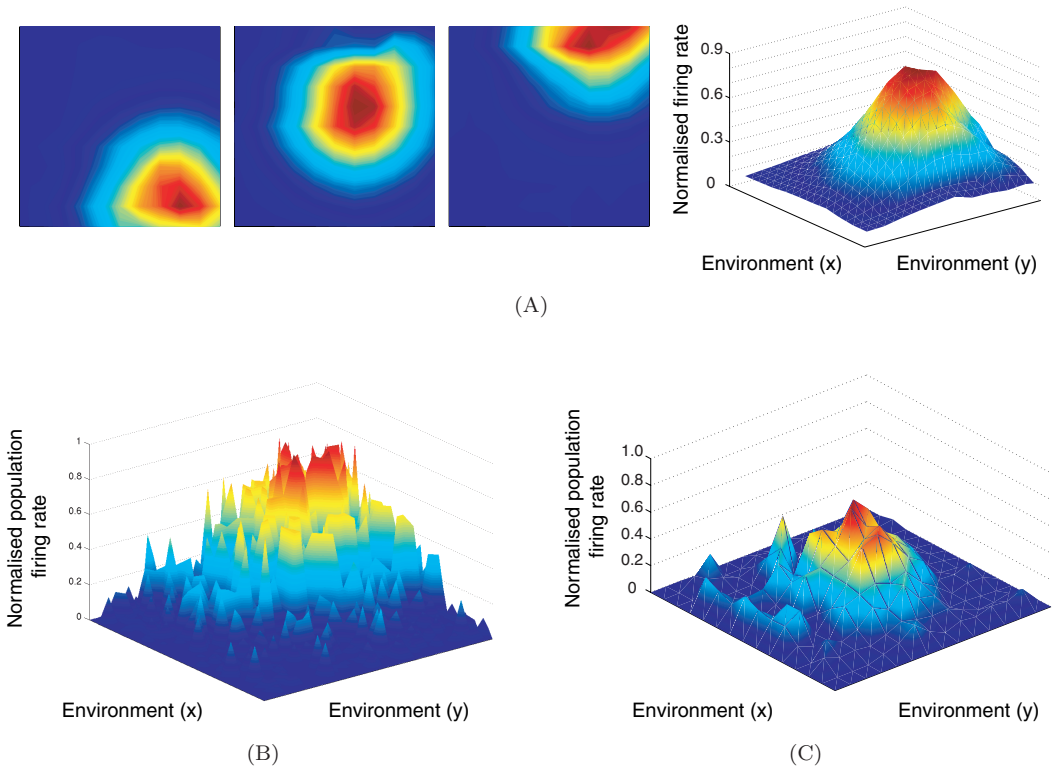 0.9
0.6
0.3
0
Normalised firing rate
Environment (x)
Environment (y)
(A)
1
0.8
0.6
0.4
0.2
0
Normalised population
firing rate
Environment (x)
Environment (y)
(B)
1.0
0.8
0.6
0.4
0.2
0
Normalised population
firing rate
Environment (x)
Environment (y)
(C)